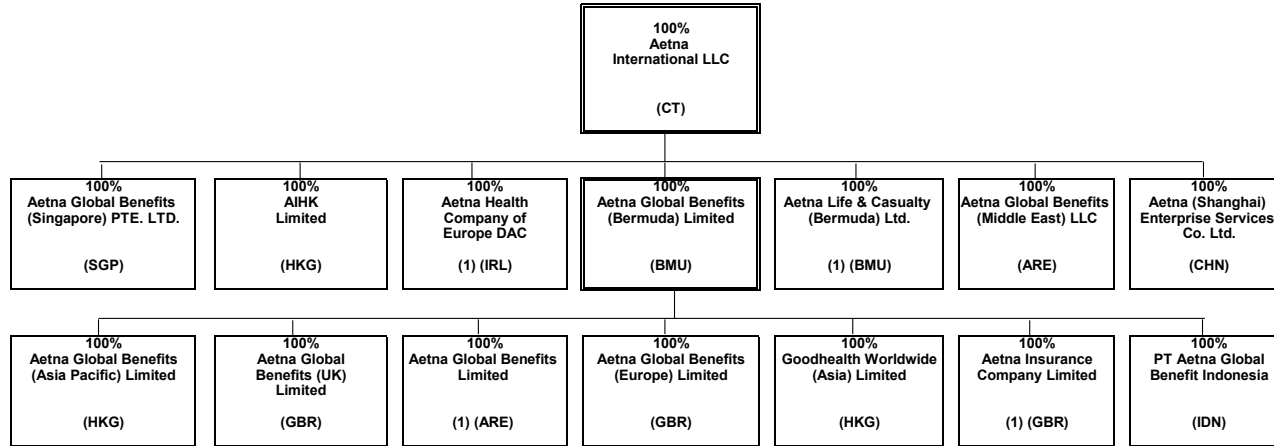 100%
Aetna
International LLC
(CT)
100%
Aetna Global Benefits
(Singapore) PTE. LTD.
(SGP)
100%
AIHK
Limited
(HKG)
100%
Aetna Health
Company of
Europe DAC
(1) (IRL)
100%
Aetna Global Benefits
(Bermuda) Limited
(BMU)
100%
Aetna Life & Casualty
(Bermuda) Ltd.
(1) (BMU)
100%
Aetna Global Benefits
(Middle East) LLC
(ARE)
100%
Aetna (Shanghai)
Enterprise Services
Co. Ltd.
(CHN)
100%
Aetna Global Benefits
(Asia Pacific) Limited
(HKG)
100%
Aetna Global
Benefits (UK)
Limited
(GBR)
100%
Aetna Global Benefits
Limited
(1) (ARE)
100%
Aetna Global Benefits
(Europe) Limited
(GBR)
100%
Goodhealth Worldwide
(Asia) Limited
(HKG)
100%
Aetna Insurance
Company Limited
(1) (GBR)
100%
PT Aetna Global
Benefit Indonesia
(IDN)